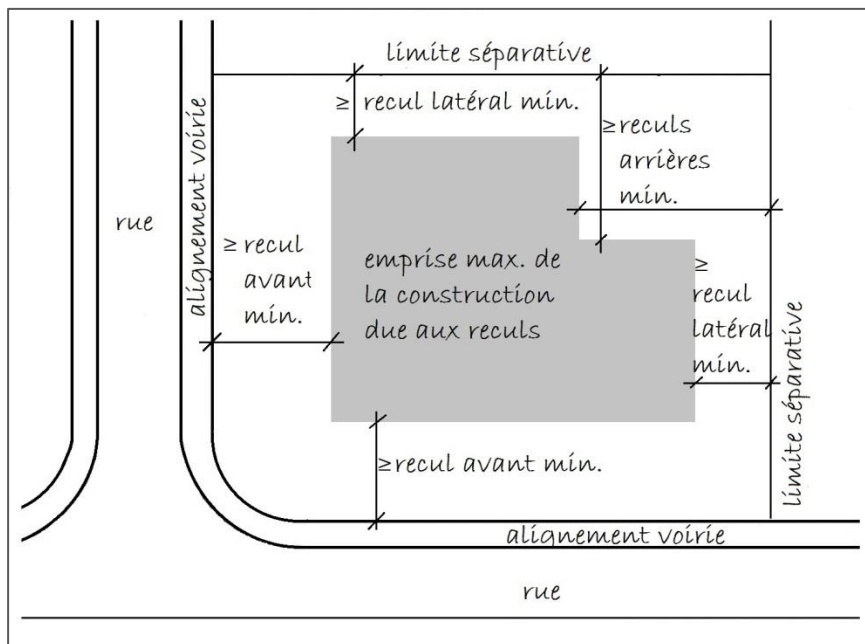 limite séparative
≥ recul latéral min.
≥reculs
arrières
min.
alignement voirie
rue
≥ recul
avant
min.
emprise max. de
la construction
due aux reculs
≥
recul
latéral
min.
limite séparative
≥recul avant min.
alignement voirie
rue